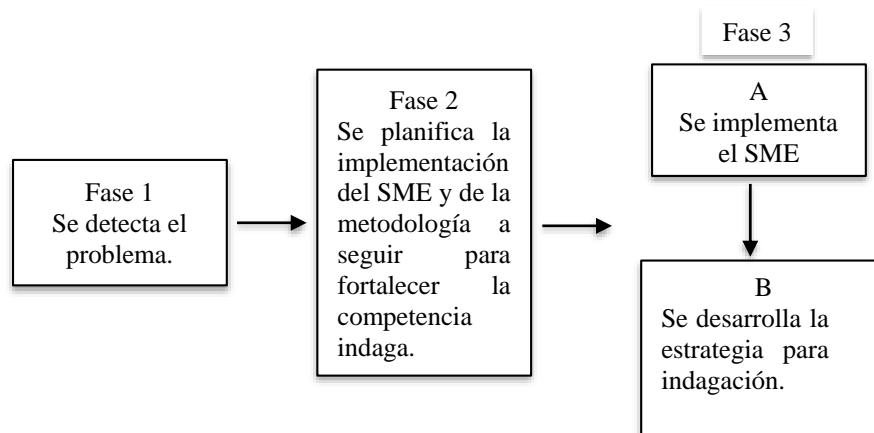 Fase 1
Se detecta el
problema.
Fase 2
Se planifica la
implementación
del SME y de la
metodología a
seguir para
fortalecer la
competencia
indaga.
Fase 3
A
Se implementa
el SME
B
Se desarrolla la
estrategia para
indagación.